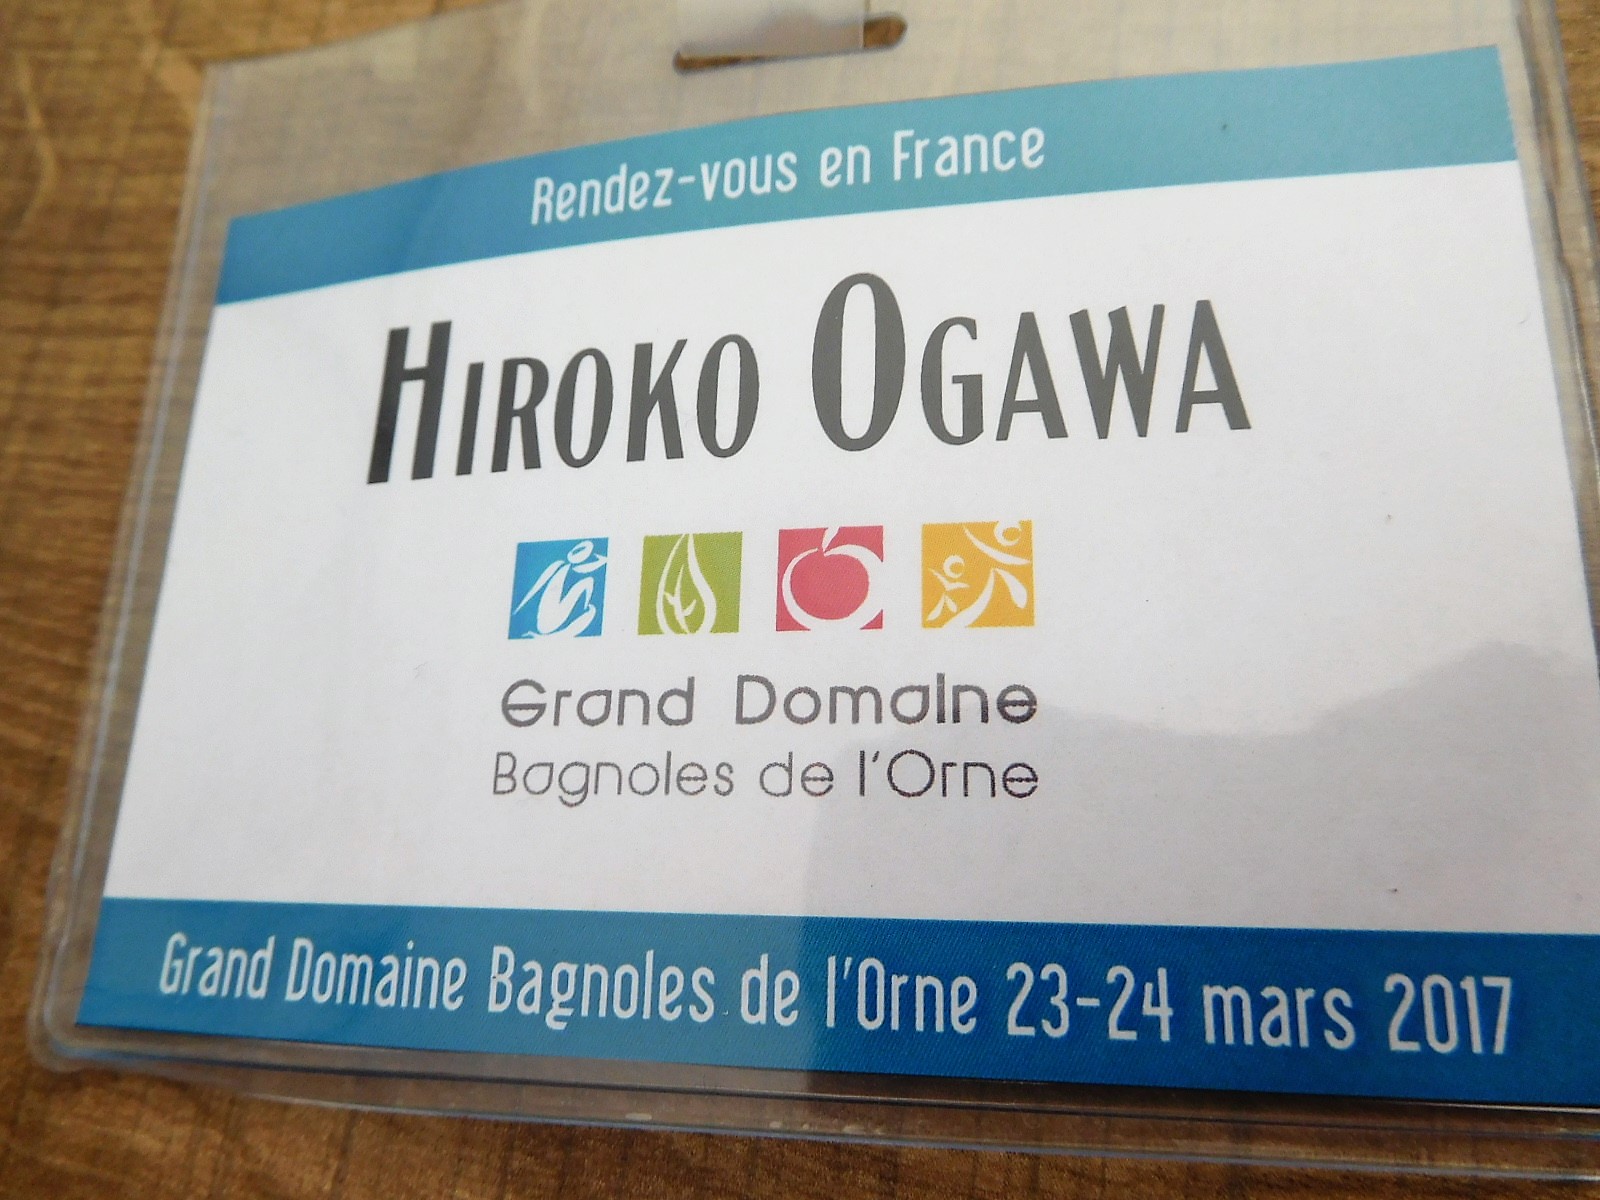 Rendez-vous en France
HIROKO OGAWA
Grand Domaine
Bagnoles de l'Orne
Grand Domaine Bagnoles de l'Orne 23-24 mars 2017